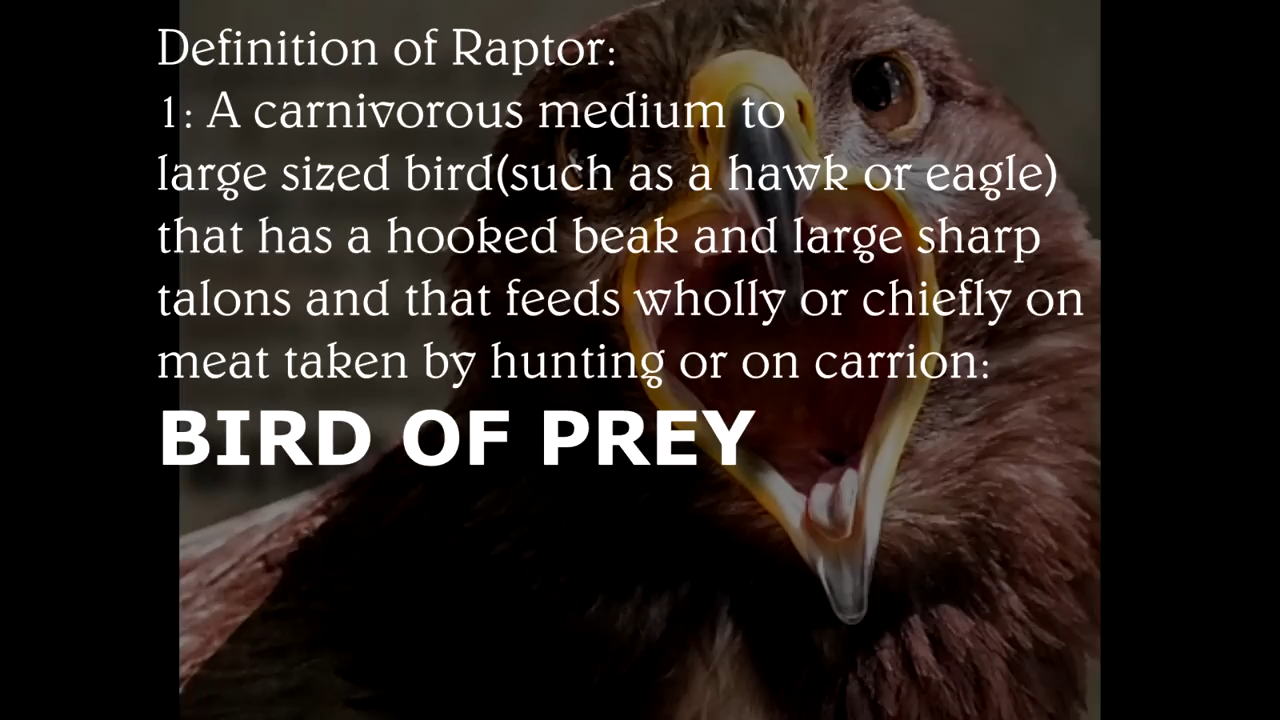 Definition of Raptor:
1: A carnivorous medium to
large sized bird(such as a hawk or eagle)
that has a hooked beak and large sharp
talons and that feeds wholly or chiefly on
meat taken by hunting or on carrion:
BIRD OF PREY